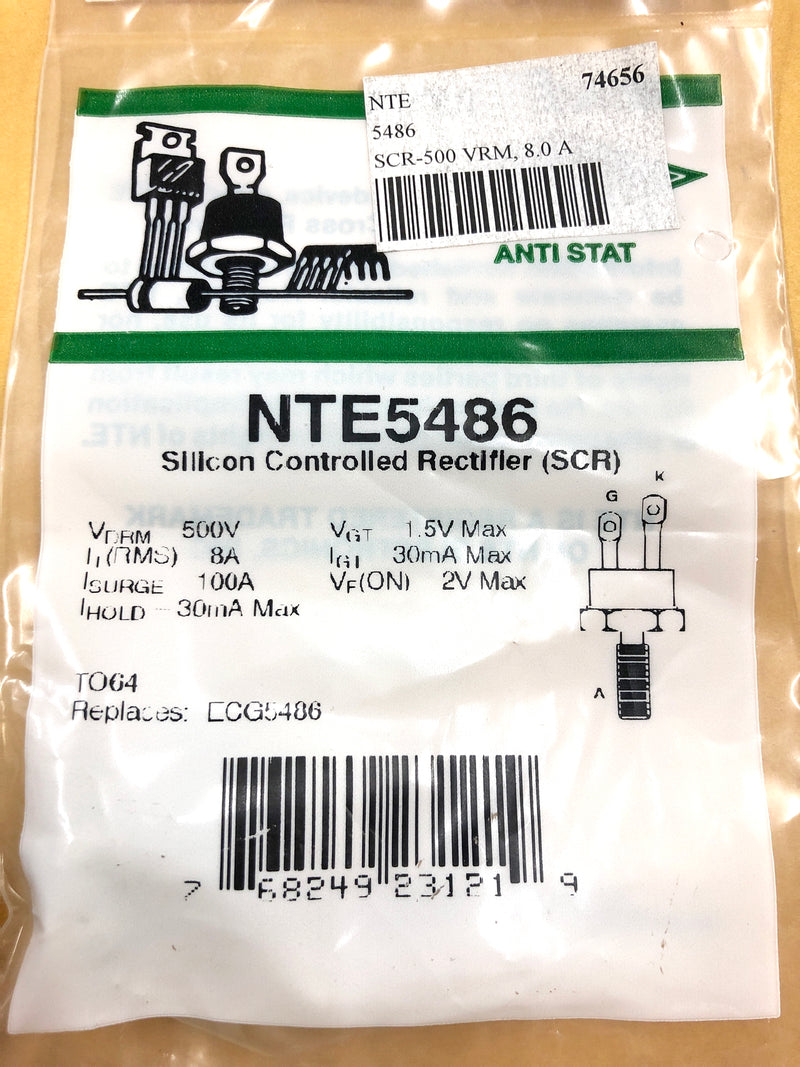 74656
NTE
5486
SCR-500 VRM, 8.0 A
ANTI STAT
NTE5486
Silicon Controlled Rectifier (SCR)
VDRM 500V VGT 1.5V Max
IT(RMS) 8A IGT 30mA Max
ISURGE 100A VF(ON) 2V Max
IHOLD 30mA Max
G K
A
TO64
Replaces: ECG5486
7 68249 23121 9